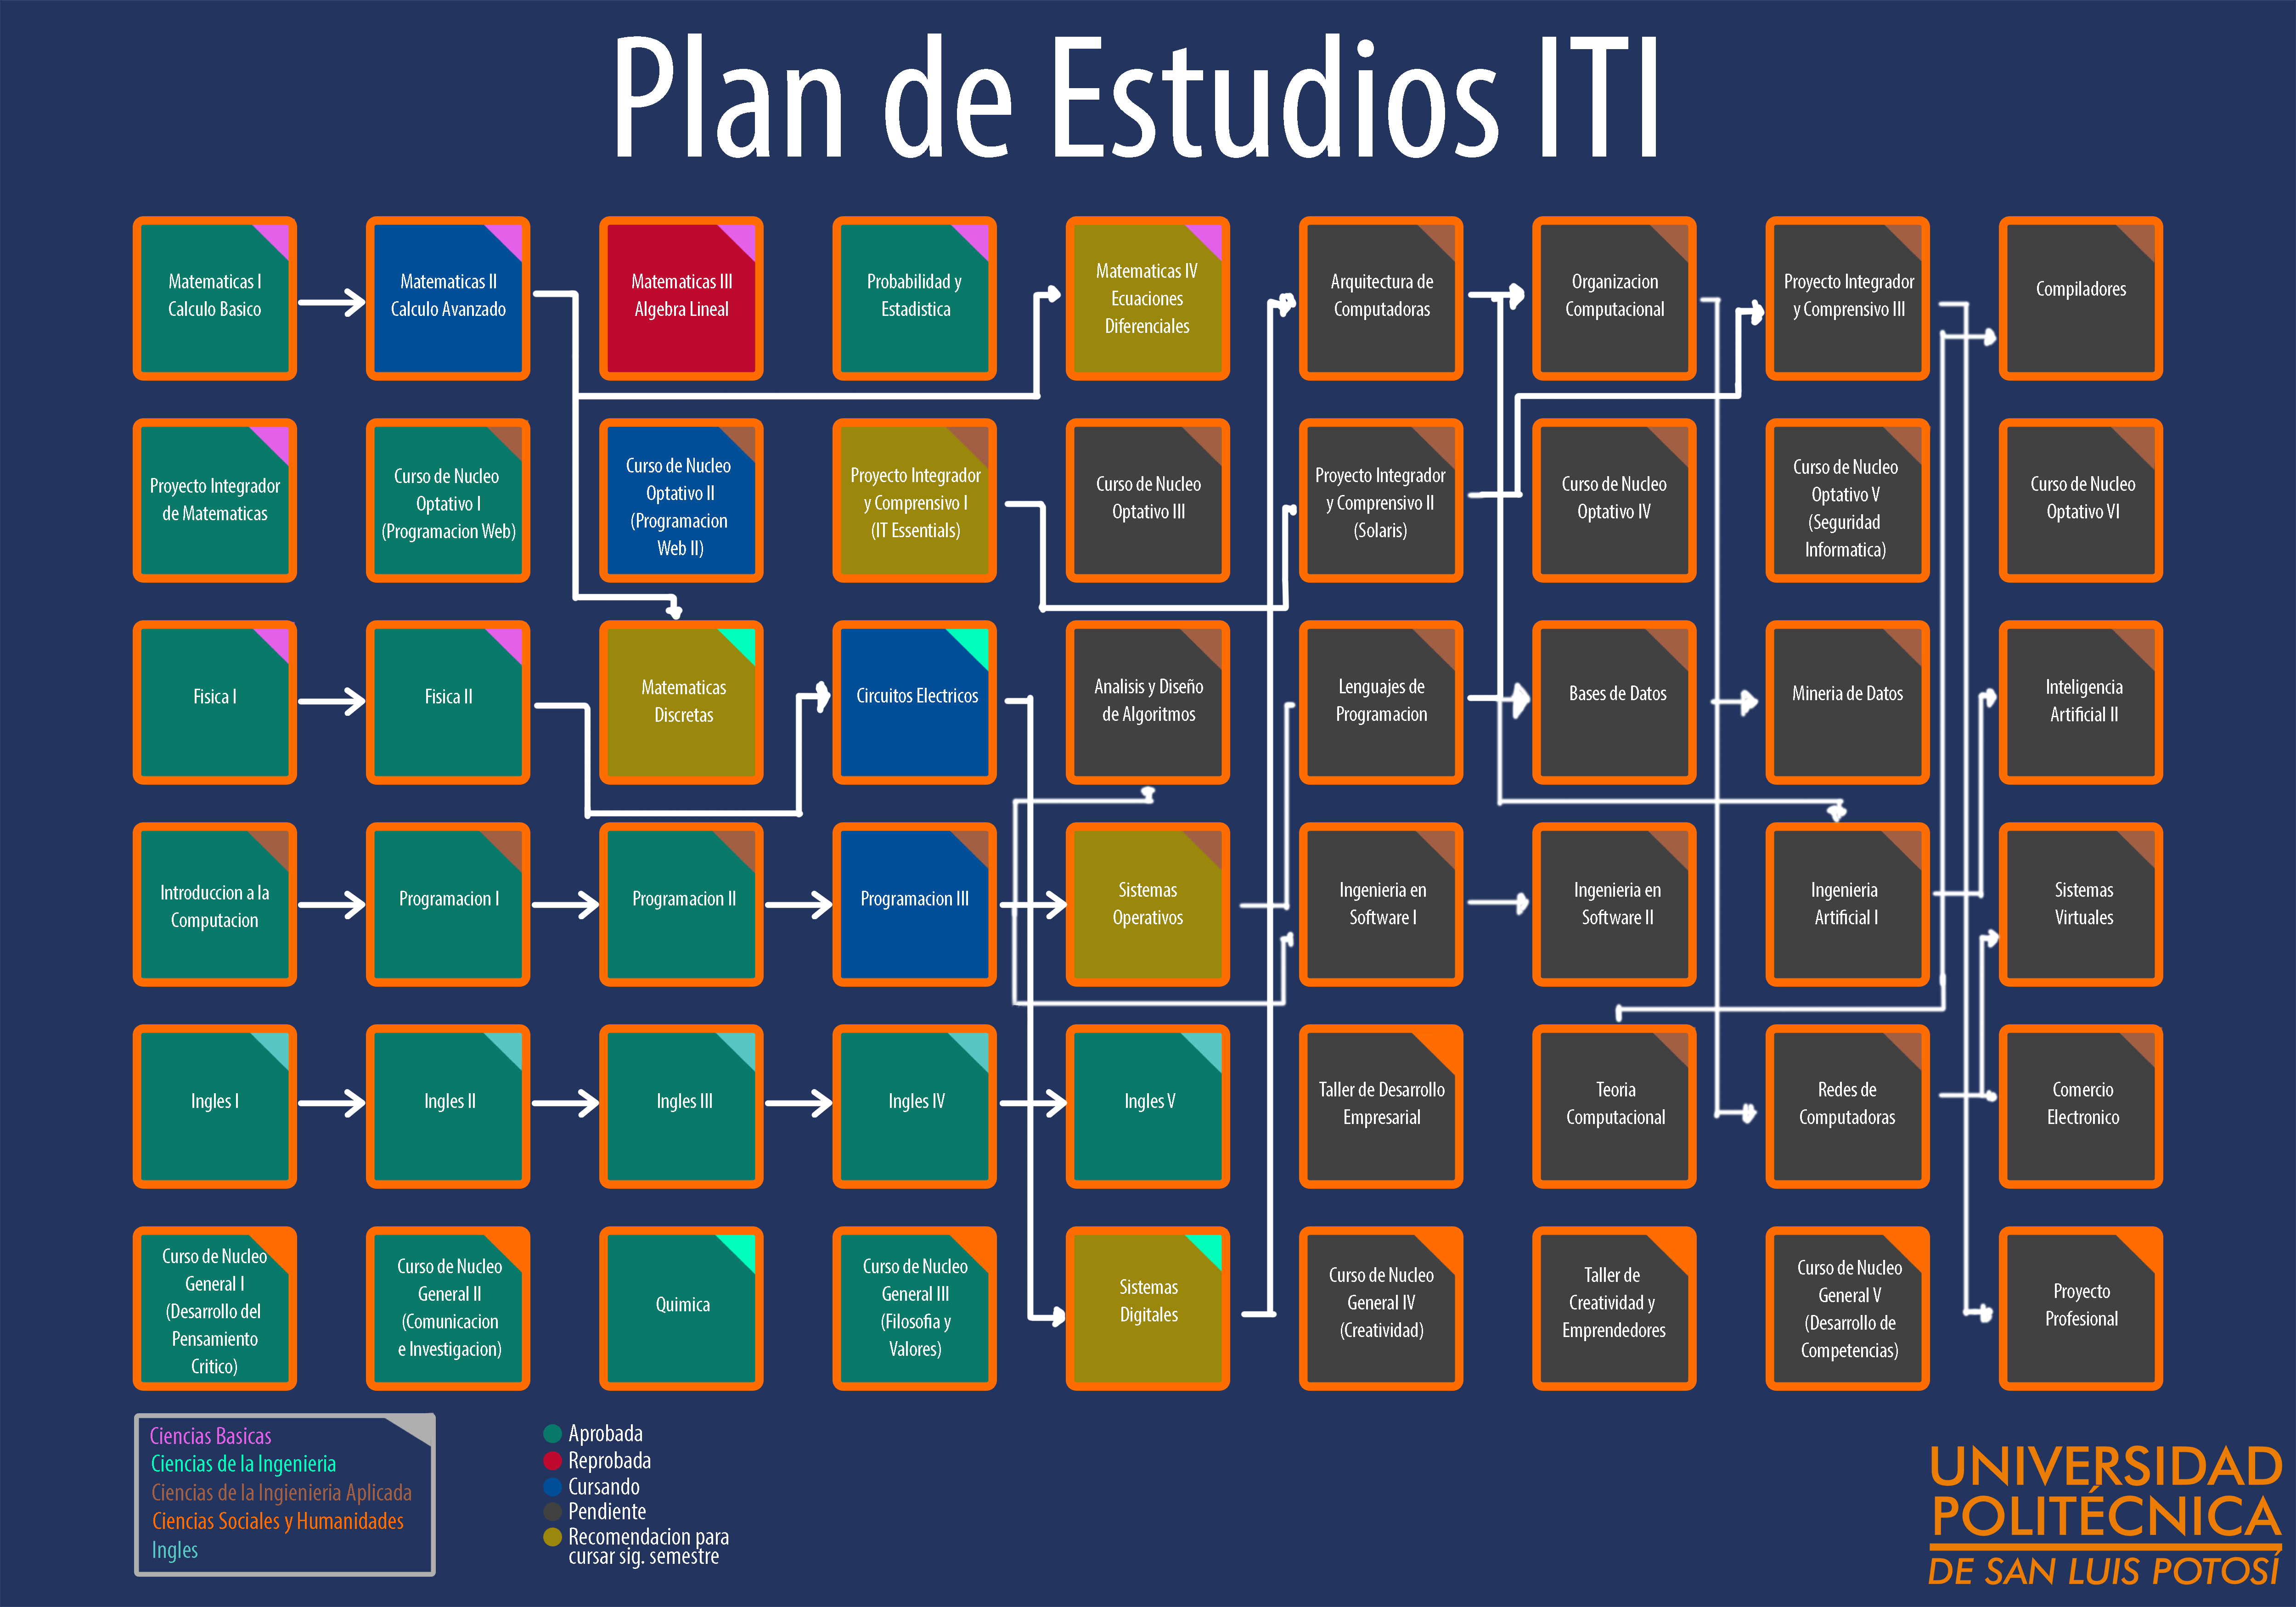 Plan de Estudios ITI
Matematicas I
Calculo Basico
Matematicas II
Calculo Avanzado
Matematicas III
Algebra Lineal
Probabilidad y
Estadistica
Matematicas IV
Ecuaciones
Diferenciales
Arquitectura de
Computadoras
Organizacion
Computacional
Proyecto Integrador
y Comprensivo III
Compiladores
Proyecto Integrador
de Matematicas
Curso de Nucleo
Optativo I
(Programacion Web)
Curso de Nucleo
Optativo II
(Programacion
Web II)
Proyecto Integrador
y Comprensivo I
(IT Essentials)
Curso de Nucleo
Optativo III
Proyecto Integrador
y Comprensivo II
(Solaris)
Curso de Nucleo
Optativo IV
Curso de Nucleo
Optativo V
(Seguridad
Informatica)
Curso de Nucleo
Optativo VI
Fisica I
Fisica II
Matematicas
Discretas
Circuitos Electricos
Analisis y Diseño
de Algoritmos
Lenguajes de
Programacion
Bases de Datos
Mineria de Datos
Inteligencia
Artificial II
Introduccion a la
Computacion
Programacion I
Programacion II
Programacion III
Sistemas
Operativos
Ingenieria en
Software I
Ingenieria en
Software II
Ingenieria
Artificial I
Sistemas
Virtuales
Ingles I
Ingles II
Ingles III
Ingles IV
Ingles V
Taller de Desarrollo
Empresarial
Teoria
Computacional
Redes de
Computadoras
Comercio
Electronico
Curso de Nucleo
General I
(Desarrollo del
Pensamiento
Critico)
Curso de Nucleo
General II
(Comunicacion
e Investigacion)
Quimica
Curso de Nucleo
General III
(Filosofia y
Valores)
Sistemas
Digitales
Curso de Nucleo
General IV
(Creatividad)
Taller de
Creatividad y
Emprendedores
Curso de Nucleo
General V
(Desarrollo de
Competencias)
Proyecto
Profesional
Ciencias Basicas
Ciencias de la Ingenieria
Ciencias de la Ingienieria Aplicada
Ciencias Sociales y Humanidades
Ingles
Aprobada
Reprobada
Cursando
Pendiente
Recomendacion para
cursar sig. semestre
UNIVERSIDAD
POLITÉCNICA
DE SAN LUIS POTOSÍ